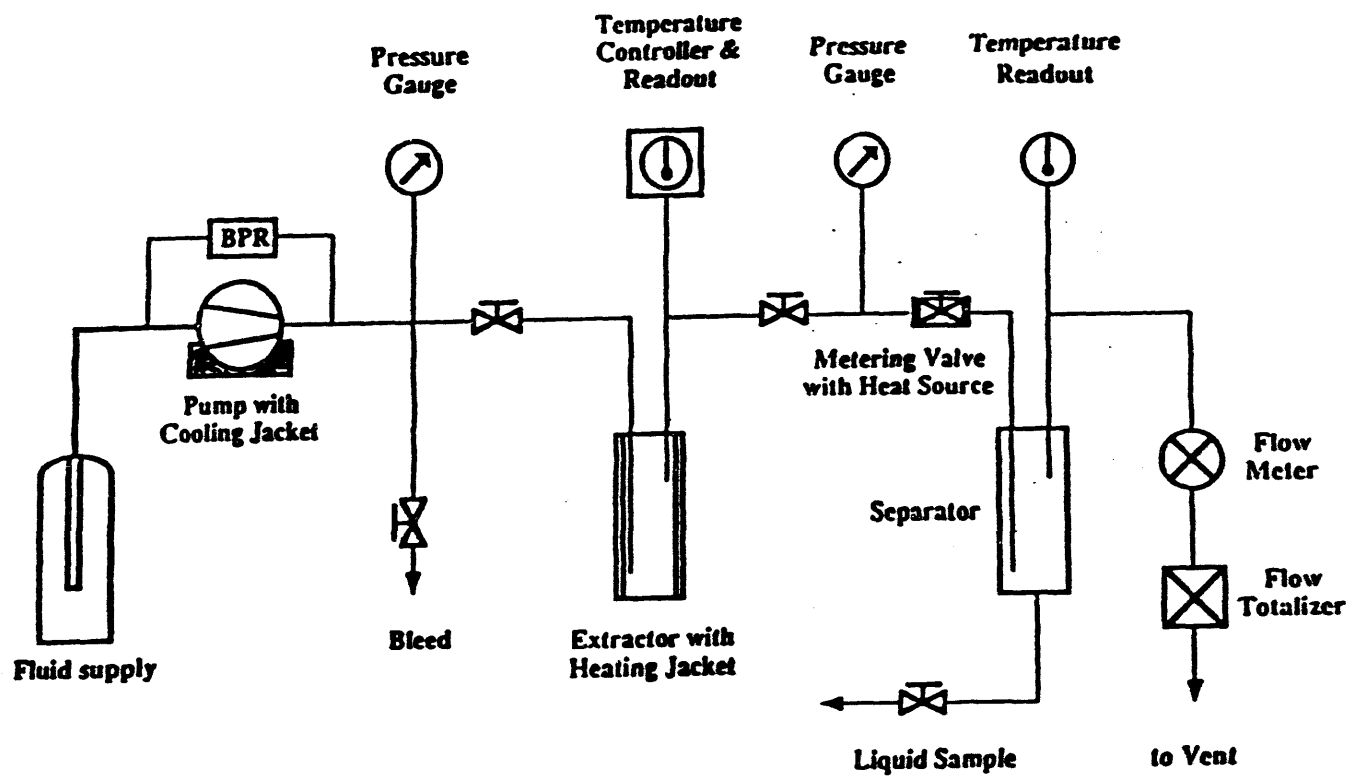 Pressure
Gauge
Temperature
Controller &
Readout
Pressure
Gauge
Temperature
Readout
BPR
Pump with
Cooling Jacket
Metering Valve
with Heat Source
Flow
Meter
Separator
Flow
Totalizer
Fluid supply
Bleed
Extractor with
Heating Jacket
Liquid Sample
to Vent